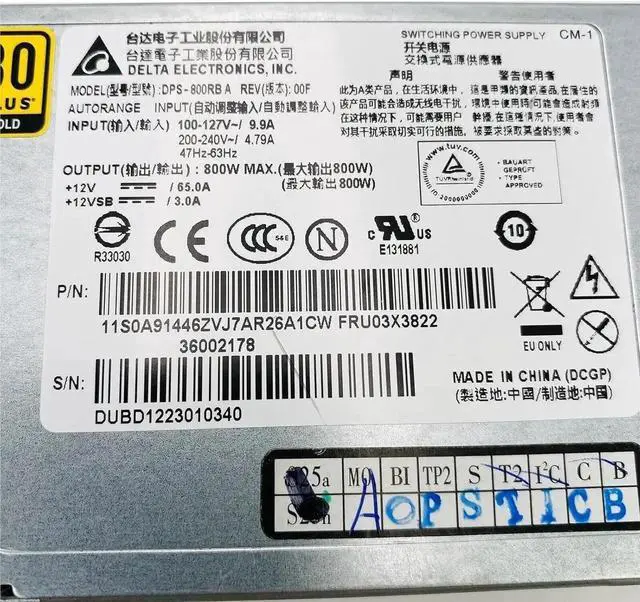 80
PLUS
GOLD
台达电子工业股份有限公司
台達電子工業股份有限公司
DELTA ELECTRONICS, INC.
SWITCHING POWER SUPPLY CM-1
开关电源
交換式電源供應器
MODEL(型号/型號) :DPS-800RB A REV(版本): 00F
AUTORANGE INPUT(自动调整输入/自動調整輸入)
INPUT(输入/輸入) 100-127V~/ 9.9A
200-240V~/ 4.79A
47Hz-63Hz
OUTPUT(输出/輸出) : 800W MAX.(最大输出800W)
(最大輸出800W)
+12V / 65.0A
+12VSB / 3.0A
声明
此为A类产品，在生活环境中，
该产品可能会造成无线电干扰，
在这种情况下，可能需要用户
对其干扰采取切实可行的措施。
警告使用者
這是甲類的資訊產品，在居住的
環境中使用時，可能會造成射頻
干擾，在這種情況下，使用者會
被要求採取某些適當的對策。
www.tuv.com
TÜVRheinland
ID 2000000000
BAUART
GEPRÜFT
TYPE
APPROVED
R33030
CE
CCC
S&E
N
c RU US
E131881
10
P/N:
11S0A91446ZVJ7AR26A1CW FRU03X3822
36002178
EU ONLY
S/N:
DUBD1223010340
MADE IN CHINA (DCGP)
(製造地:中國/制造地:中国)
S25a MO BI TP2 S T2 I²C C B
A O P S T I C B